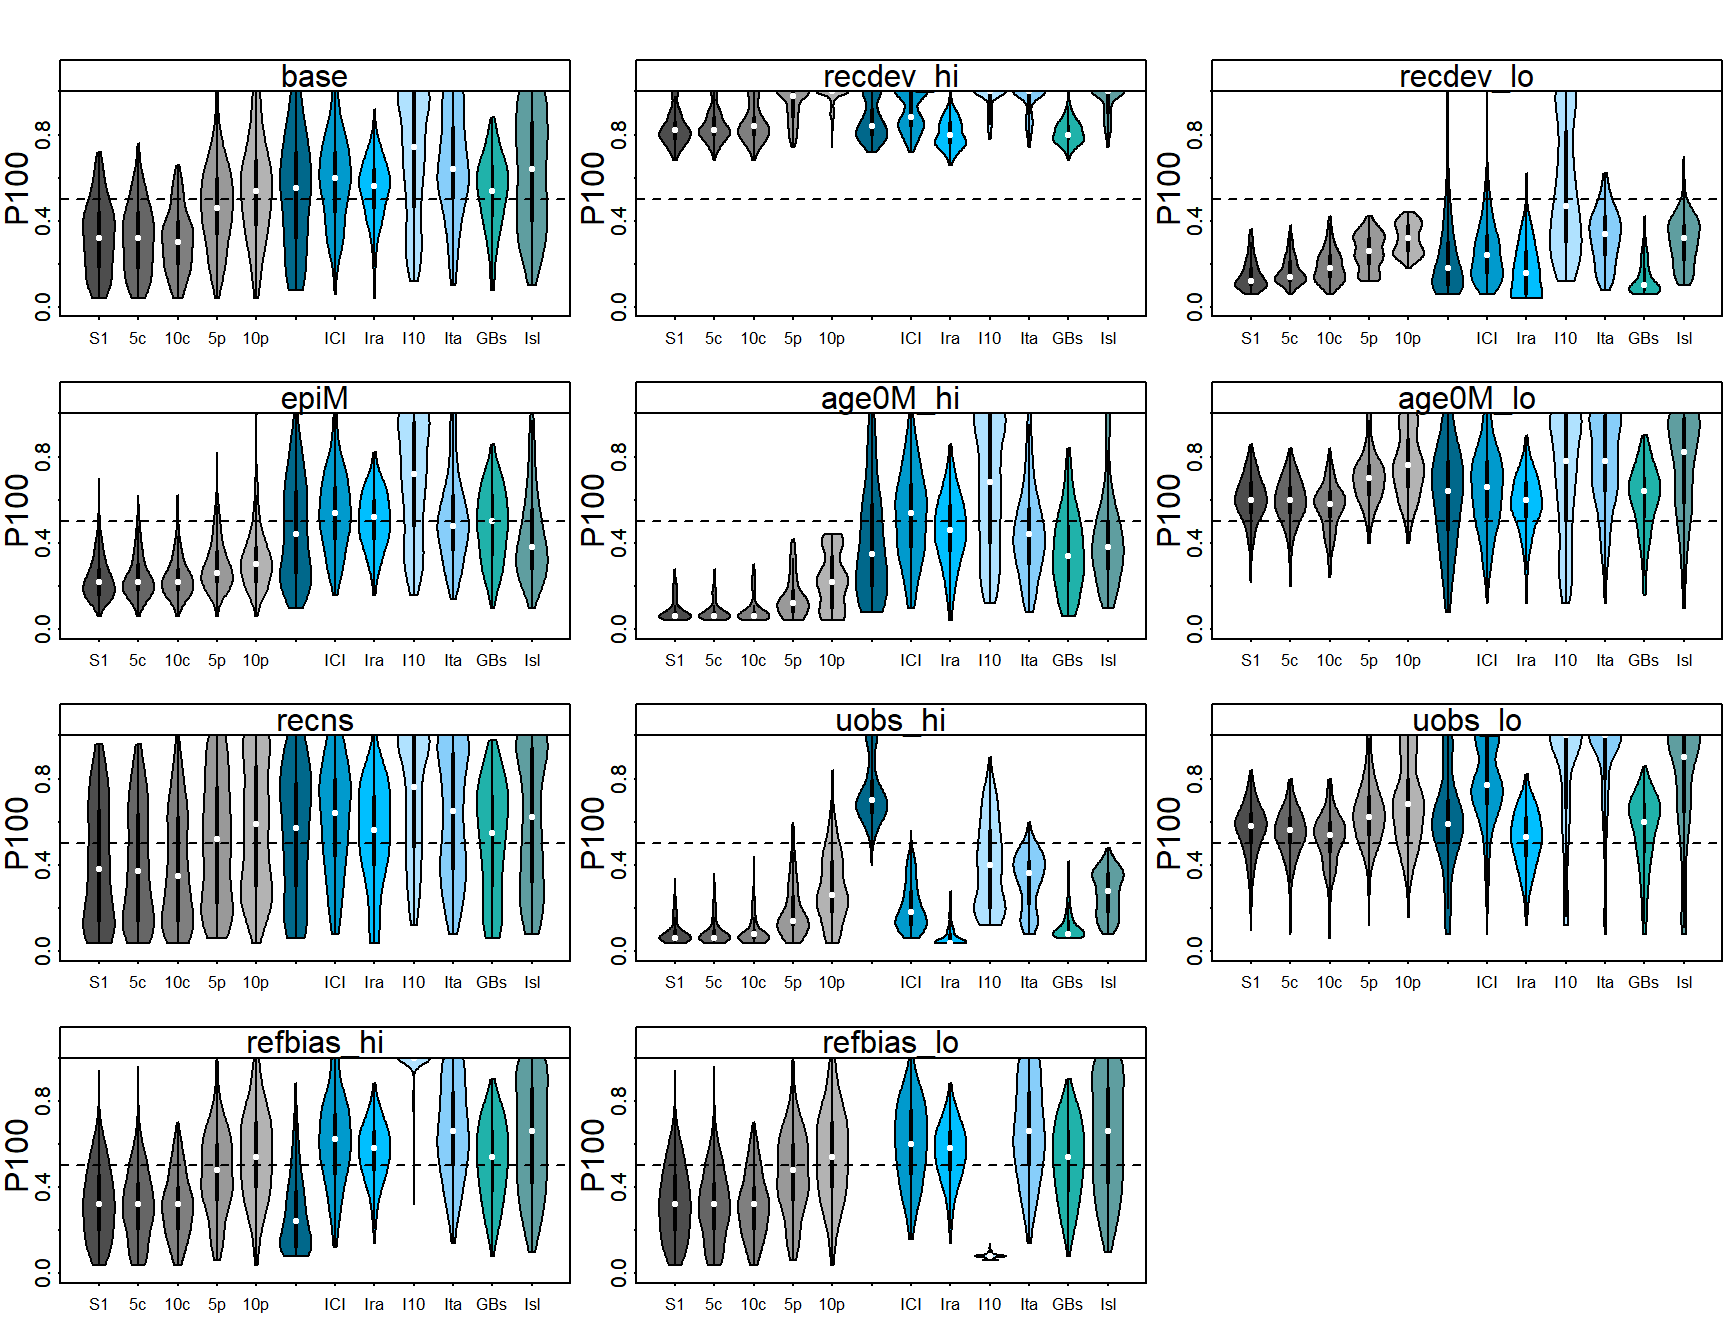 base
recdev_hi
recdev_lo
P100
0.8
0.4
0.0
P100
0.8
0.4
0.0
P100
0.8
0.4
0.0
S1 5c 10c 5p 10p ICI Ira I10 Ita GBs Isl
S1 5c 10c 5p 10p ICI Ira I10 Ita GBs Isl
S1 5c 10c 5p 10p ICI Ira I10 Ita GBs Isl
epiM
age0M_hi
age0M_lo
P100
0.8
0.4
0.0
P100
0.8
0.4
0.0
P100
0.8
0.4
0.0
S1 5c 10c 5p 10p ICI Ira I10 Ita GBs Isl
S1 5c 10c 5p 10p ICI Ira I10 Ita GBs Isl
S1 5c 10c 5p 10p ICI Ira I10 Ita GBs Isl
recns
uobs_hi
uobs_lo
P100
0.8
0.4
0.0
P100
0.8
0.4
0.0
P100
0.8
0.4
0.0
S1 5c 10c 5p 10p ICI Ira I10 Ita GBs Isl
S1 5c 10c 5p 10p ICI Ira I10 Ita GBs Isl
S1 5c 10c 5p 10p ICI Ira I10 Ita GBs Isl
refbias_hi
refbias_lo
P100
0.8
0.4
0.0
P100
0.8
0.4
0.0
S1 5c 10c 5p 10p ICI Ira I10 Ita GBs Isl
S1 5c 10c 5p 10p ICI Ira I10 Ita GBs Isl